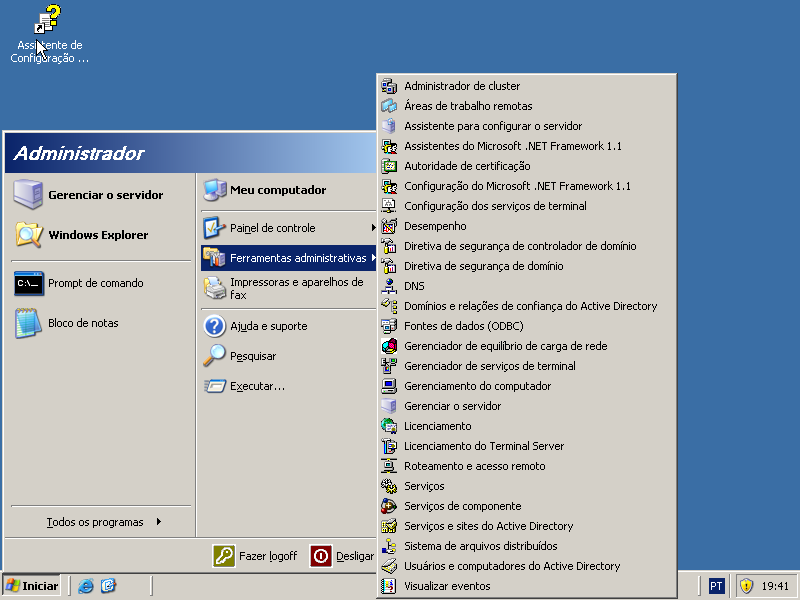 Assistente de
Configuração ...
Administrador
Gerenciar o servidor
Windows Explorer
C:\_
Prompt de comando
Bloco de notas
Todos os programas
Meu computador
Painel de controle
Ferramentas administrativas
Impressoras e aparelhos de
fax
Ajuda e suporte
Pesquisar
Executar...
Fazer logoff
Desligar
Administrador de cluster
Áreas de trabalho remotas
Assistente para configurar o servidor
Assistentes do Microsoft .NET Framework 1.1
Autoridade de certificação
Configuração do Microsoft .NET Framework 1.1
Configuração dos serviços de terminal
Desempenho
Diretiva de segurança de controlador de domínio
Diretiva de segurança de domínio
DNS
Domínios e relações de confiança do Active Directory
Fontes de dados (ODBC)
Gerenciador de equilíbrio de carga de rede
Gerenciador de serviços de terminal
Gerenciamento do computador
Gerenciar o servidor
Licenciamento
Licenciamento do Terminal Server
Roteamento e acesso remoto
Serviços
Serviços de componente
Serviços e sites do Active Directory
Sistema de arquivos distribuídos
Usuários e computadores do Active Directory
Visualizar eventos
Iniciar
PT
19:41